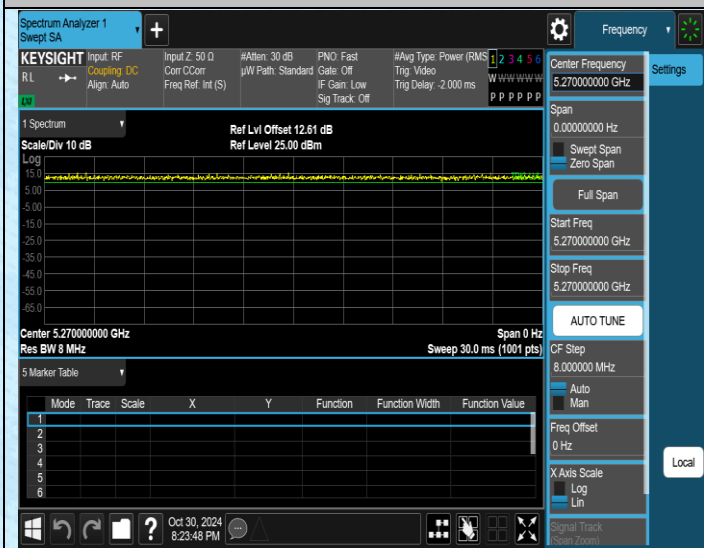 Spectrum Analyzer 1
Swept SA
Frequency
KEYSIGHT
RL
LXI
Input: RF
Coupling: DC
Align: Auto
Input Z: 50 Ω
Corr CCorr
Freq Ref: Int (S)
#Atten: 30 dB
µW Path: Standard
PNO: Fast
Gate: Off
IF Gain: Low
Sig Track: Off
#Avg Type: Power (RMS
Trig: Video
Trig Delay: -2.000 ms
1 2 3 4 5 6
W W W W W W
P P P P P P
1 Spectrum
Scale/Div 10 dB
Ref Lvl Offset 12.61 dB
Ref Level 25.00 dBm
Log
15.0
5.00
-5.00
-15.0
-25.0
-35.0
-45.0
-55.0
-65.0
Center 5.270000000 GHz
Res BW 8 MHz
Span 0 Hz
Sweep 30.0 ms (1001 pts)
5 Marker Table
Mode Trace Scale X Y Function Function Width Function Value
1
2
3
4
5
6
Oct 30, 2024
8:23:48 PM
Center Frequency
5.270000000 GHz
Settings
Span
0.00000000 Hz
Swept Span
Zero Span
Full Span
Start Freq
5.270000000 GHz
Stop Freq
5.270000000 GHz
AUTO TUNE
CF Step
8.000000 MHz
Auto
Man
Freq Offset
0 Hz
Local
X Axis Scale
Log
Lin
Signal Track
(Span Zoom)